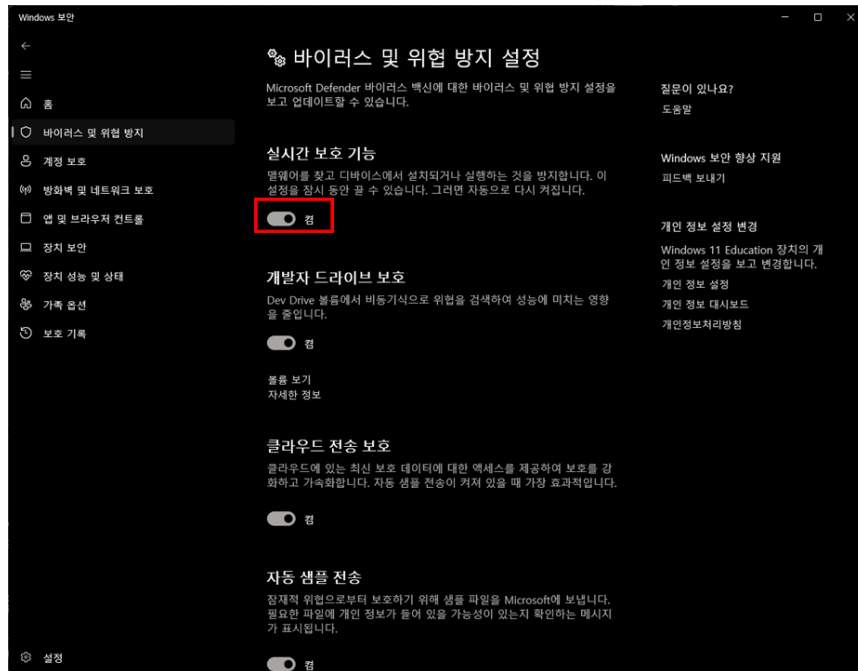 Windows 보안
홈
바이러스 및 위협 방지
계정 보호
방화벽 및 네트워크 보호
앱 및 브라우저 컨트롤
장치 보안
장치 성능 및 상태
가족 옵션
보호 기록
설정
바이러스 및 위협 방지 설정
Microsoft Defender 바이러스 백신에 대한 바이러스 및 위협 방지 설정을
보고 업데이트할 수 있습니다.
실시간 보호 기능
맬웨어를 찾고 디바이스에서 설치되거나 실행하는 것을 방지합니다. 이
설정을 잠시 동안 끌 수 있습니다. 그러면 자동으로 다시 켜집니다.
켬
개발자 드라이브 보호
Dev Drive 볼륨에서 비동기식으로 위협을 검색하여 성능에 미치는 영향
을 줄입니다.
켬
볼륨 보기
자세한 정보
클라우드 전송 보호
클라우드에 있는 최신 보호 데이터에 대한 액세스를 제공하여 보호를 강
화하고 가속화합니다. 자동 샘플 전송이 켜져 있을 때 가장 효과적입니다.
켬
자동 샘플 전송
잠재적 위협으로부터 보호하기 위해 샘플 파일을 Microsoft에 보냅니다.
필요한 파일에 개인 정보가 들어 있을 가능성이 있는지 확인하는 메시지
가 표시됩니다.
켬
질문이 있나요?
도움말
Windows 보안 향상 지원
피드백 보내기
개인 정보 설정 변경
Windows 11 Education 장치의 개
인 정보 설정을 보고 변경합니다.
개인 정보 설정
개인 정보 대시보드
개인정보처리방침